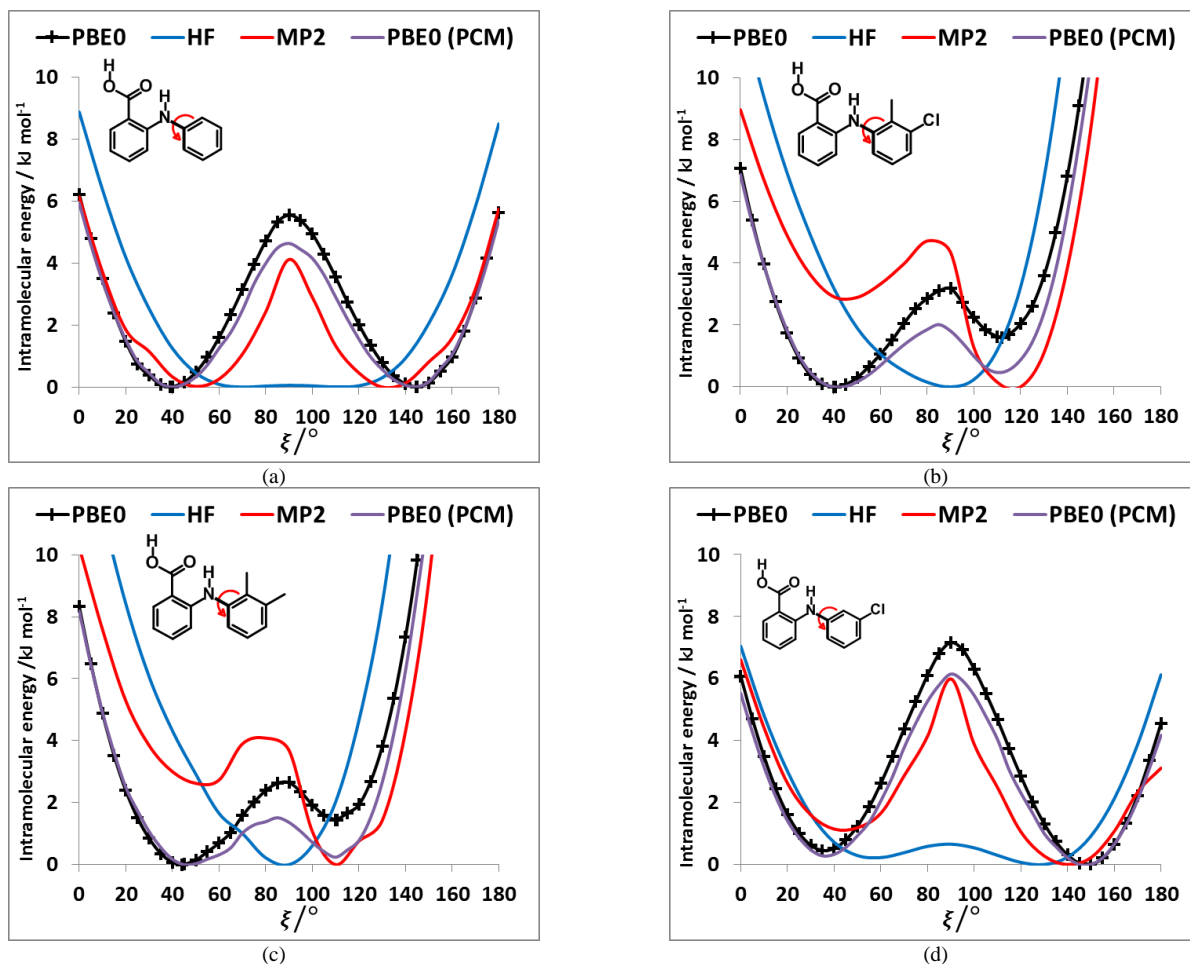 PBE0 HF MP2 PBE0 (PCM)
Intramolecular energy / kJ mol-1
10
8
6
4
2
0
H
O
O
H
N
0 20 40 60 80 100 120 140 160 180
ξ/°
(a)
PBE0 HF MP2 PBE0 (PCM)
Intramolecular energy / kJ mol-1
10
8
6
4
2
0
H
O
O
H
N
Cl
0 20 40 60 80 100 120 140 160 180
ξ/°
(b)
PBE0 HF MP2 PBE0 (PCM)
Intramolecular energy /kJ mol-1
10
8
6
4
2
0
H
O
O
H
N
0 20 40 60 80 100 120 140 160 180
ξ/°
(c)
PBE0 HF MP2 PBE0 (PCM)
Intramolecular energy / kJ mol-1
10
8
6
4
2
0
H
O
O
H
N
Cl
0 20 40 60 80 100 120 140 160 180
ξ/°
(d)